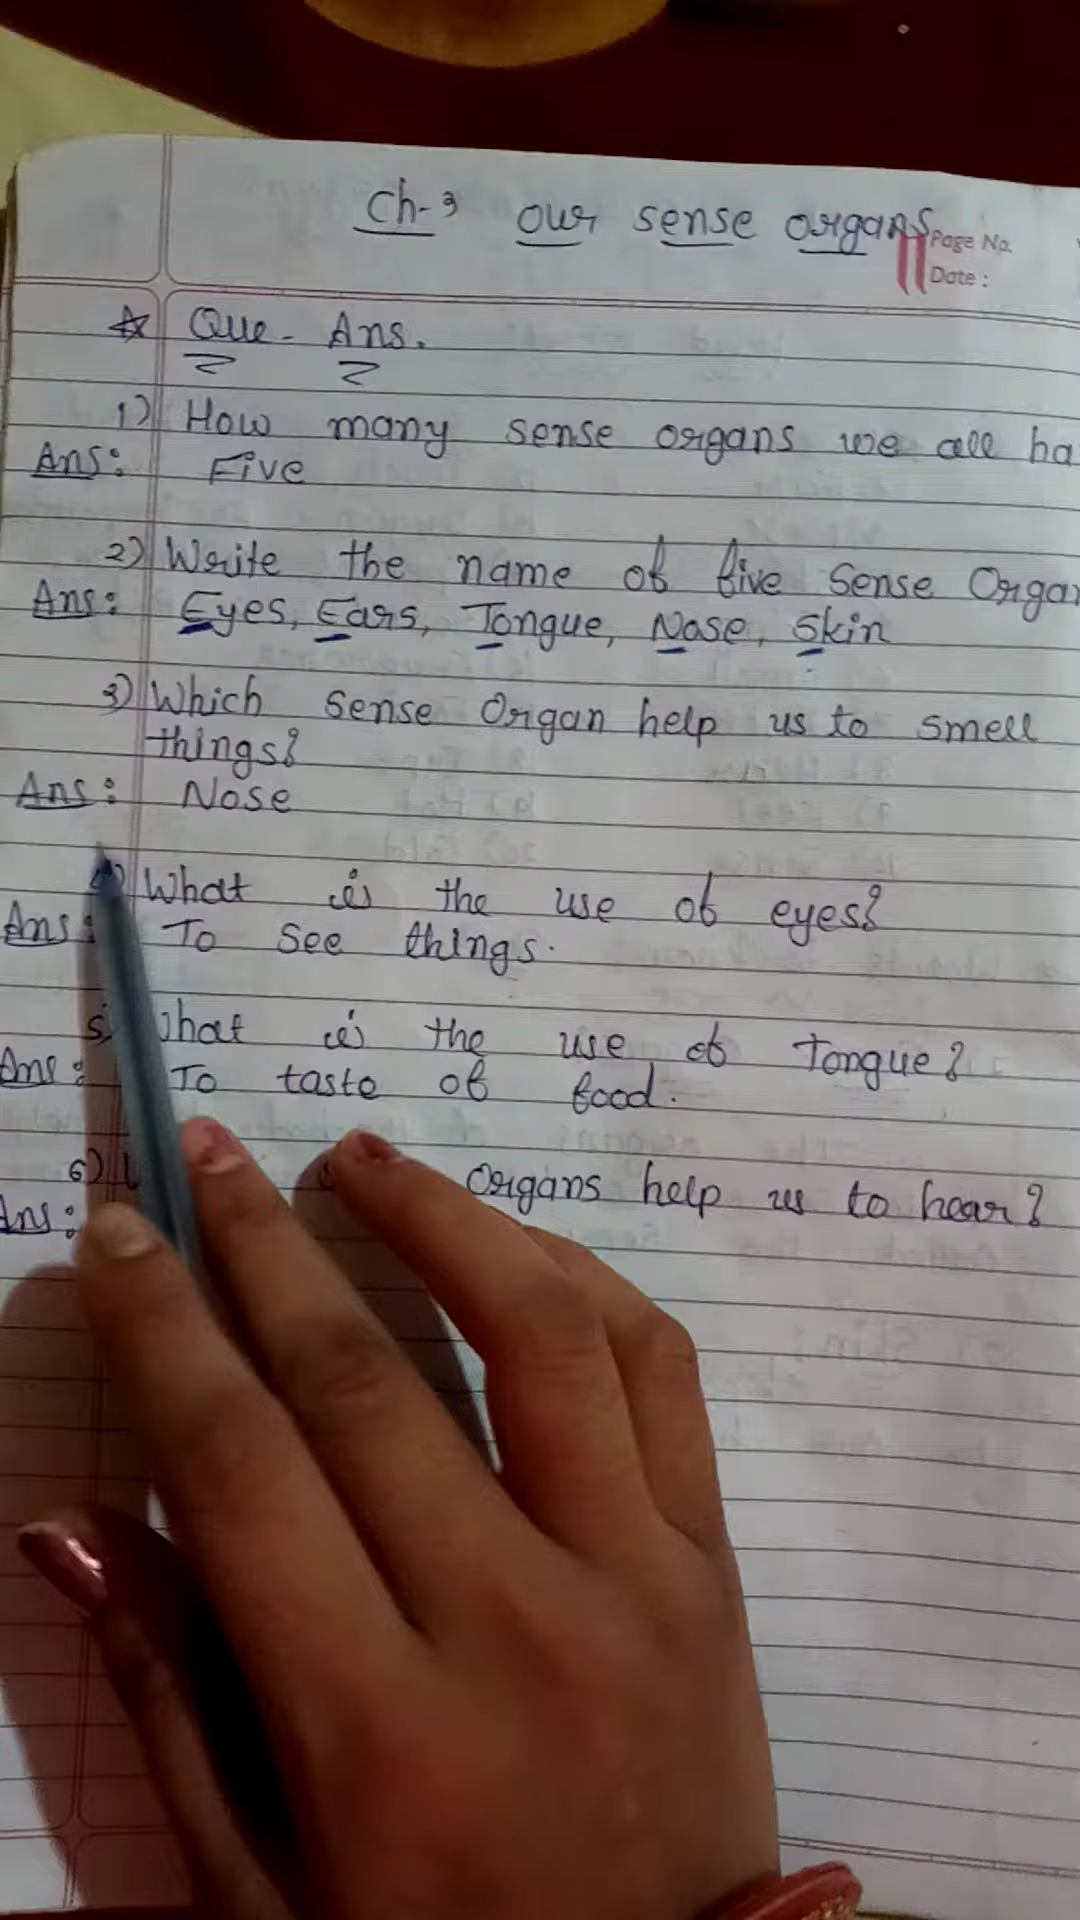 Ch-3 our sense organs
Page No.
Date :
Que - Ans.
1) How many sense organs we all ha
Ans: Five
2) Write the name of five Sense Organ
Ans: Eyes, Ears, Tongue, Nose, Skin
3) Which sense Organ help us to smell
things?
Ans: Nose
What is the use of eyes?
Ans: To see things.
5) hat is the use of Tongue?
Ans: To taste of food.
6) Organs help us to hear?
Ans: